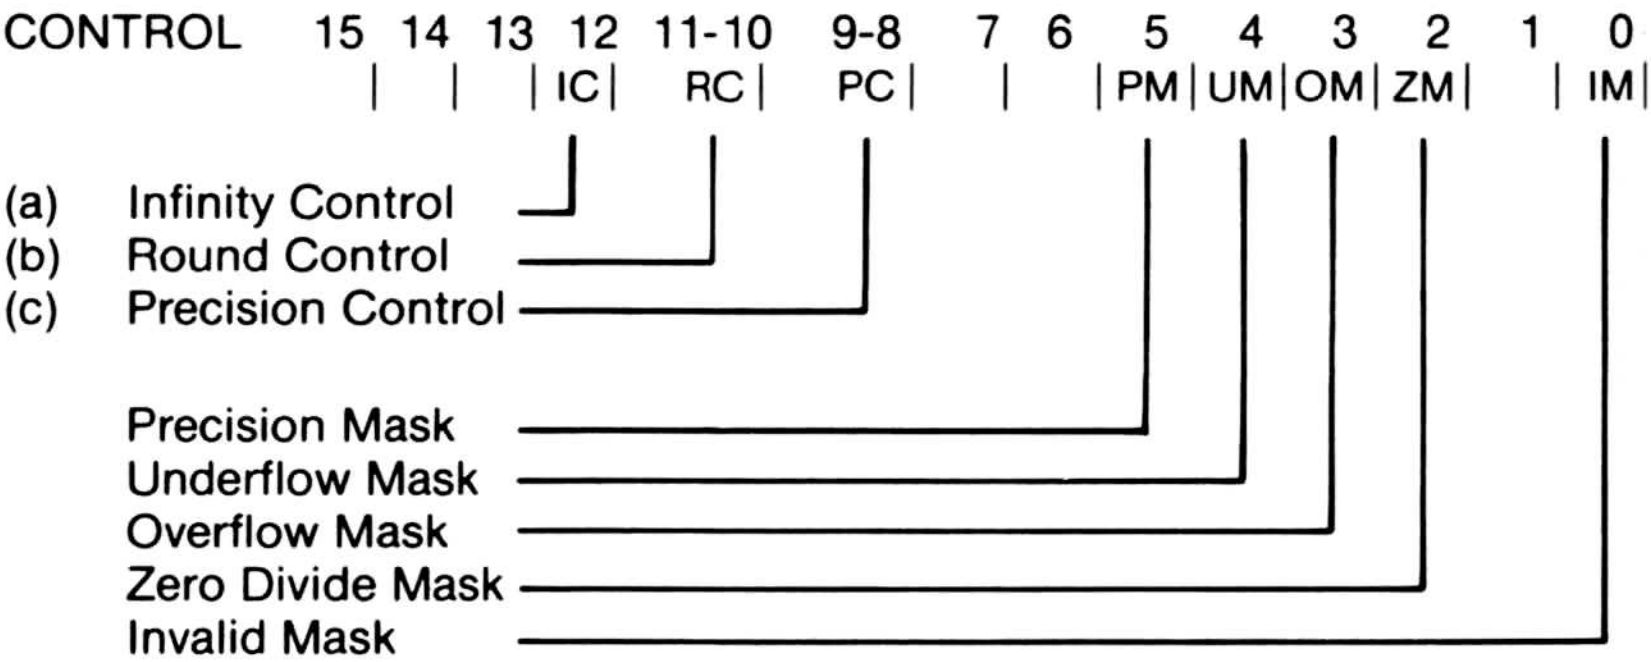 CONTROL 15 14 13 12 11-10 9-8 7 6 5 4 3 2 1 0
| | | IC | RC | PC | | | PM | UM | OM | ZM | | IM |
(a) Infinity Control
(b) Round Control
(c) Precision Control
Precision Mask
Underflow Mask
Overflow Mask
Zero Divide Mask
Invalid Mask